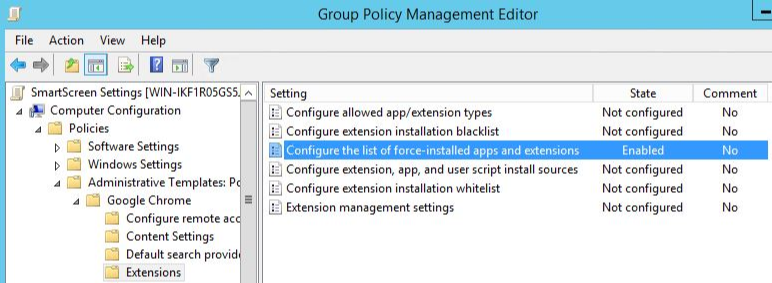 Group Policy Management Editor
File Action View Help
SmartScreen Settings [WIN-IKF1R05GS5.
Computer Configuration
Policies
Software Settings
Windows Settings
Administrative Templates: Po
Google Chrome
Configure remote acc
Content Settings
Default search provide
Extensions
Setting State Comment
Configure allowed app/extension types Not configured No
Configure extension installation blacklist Not configured No
Configure the list of force-installed apps and extensions Enabled No
Configure extension, app, and user script install sources Not configured No
Configure extension installation whitelist Not configured No
Extension management settings Not configured No